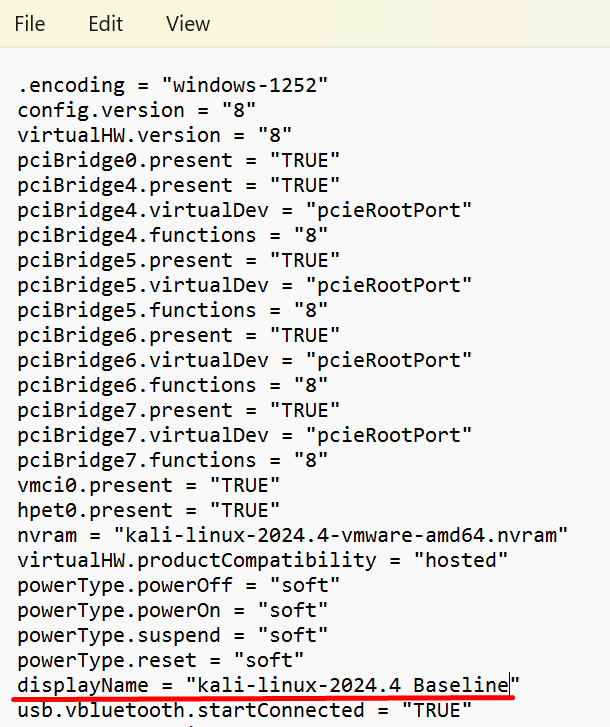 File Edit View
.encoding = "windows-1252"
config.version = "8"
virtualHW.version = "8"
pciBridge0.present = "TRUE"
pciBridge4.present = "TRUE"
pciBridge4.virtualDev = "pcieRootPort"
pciBridge4.functions = "8"
pciBridge5.present = "TRUE"
pciBridge5.virtualDev = "pcieRootPort"
pciBridge5.functions = "8"
pciBridge6.present = "TRUE"
pciBridge6.virtualDev = "pcieRootPort"
pciBridge6.functions = "8"
pciBridge7.present = "TRUE"
pciBridge7.virtualDev = "pcieRootPort"
pciBridge7.functions = "8"
vmci0.present = "TRUE"
hpet0.present = "TRUE"
nvram = "kali-linux-2024.4-vmware-amd64.nvram"
virtualHW.productCompatibility = "hosted"
powerType.powerOff = "soft"
powerType.powerOn = "soft"
powerType.suspend = "soft"
powerType.reset = "soft"
displayName = "kali-linux-2024.4 Baseline"
usb.vbluetooth.startConnected = "TRUE"